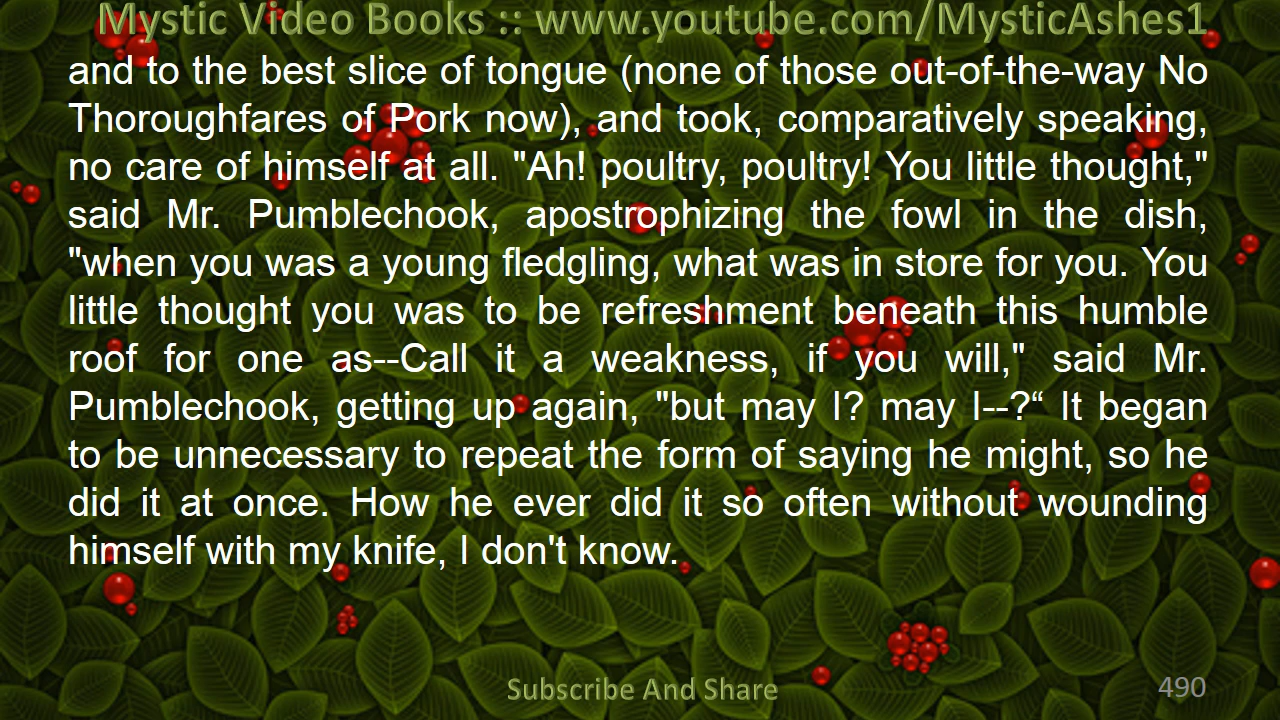 Mystic Video Books :: www.youtube.com/MysticAshes1
and to the best slice of tongue (none of those out-of-the-way No
Thoroughfares of Pork now), and took, comparatively speaking,
no care of himself at all. "Ah! poultry, poultry! You little thought,"
said Mr. Pumblechook, apostrophizing the fowl in the dish,
"when you was a young fledgling, what was in store for you. You
little thought you was to be refreshment beneath this humble
roof for one as--Call it a weakness, if you will," said Mr.
Pumblechook, getting up again, "but may I? may I--?“ It began
to be unnecessary to repeat the form of saying he might, so he
did it at once. How he ever did it so often without wounding
himself with my knife, I don't know.
Subscribe And Share
490